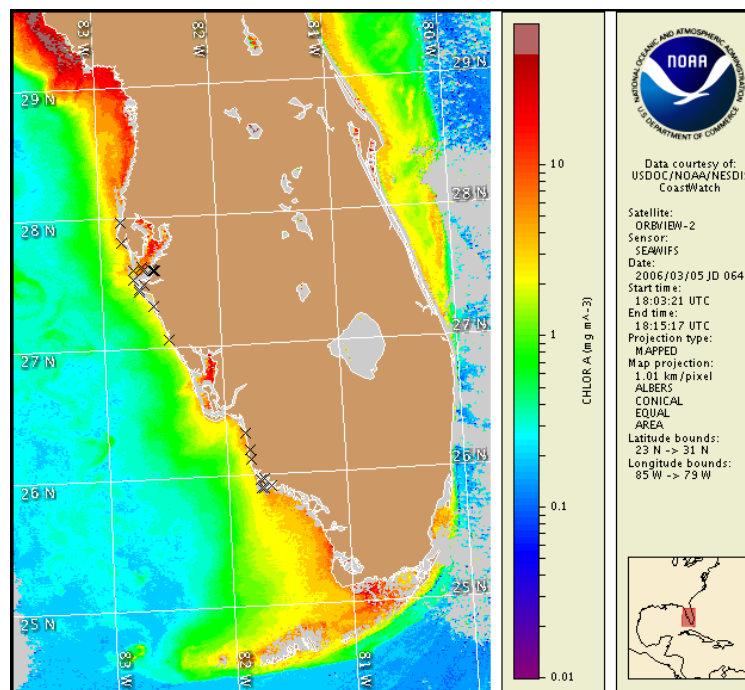 83 W
82 W
81 W
80 W
29 N
29 N
28 N
28 N
27 N
27 N
26 N
26 N
25 N
25 N
83 W
82 W
81 W
10
1
0.1
0.01
CHLOR A (mg m^-3)
NATIONAL OCEANIC AND ATMOSPHERIC ADMINISTRATION
NOAA
U.S. DEPARTMENT OF COMMERCE
Data courtesy of:
USDOC/NOAA/NESDIS
CoastWatch
Satellite:
ORBVIEW-2
Sensor:
SEAWIFS
Date:
2006/03/05 JD 064
Start time:
18:03:21 UTC
End time:
18:15:17 UTC
Projection type:
MAPPED
Map projection:
1.01 km/pixel
ALBERS
CONICAL
EQUAL
AREA
Latitude bounds:
23 N -> 31 N
Longitude bounds:
85 W -> 79 W